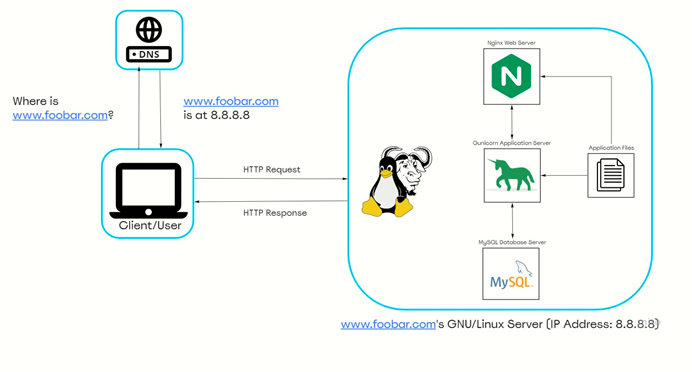 DNS
Where is
www.foobar.com?
www.foobar.com
is at 8.8.8.8
Client/User
HTTP Request
HTTP Response
Nginx Web Server
N
Gunicorn Application Server
Application Files
MySQL Database Server
MySQL
www.foobar.com's GNU/Linux Server (IP Address: 8.8.8.8)